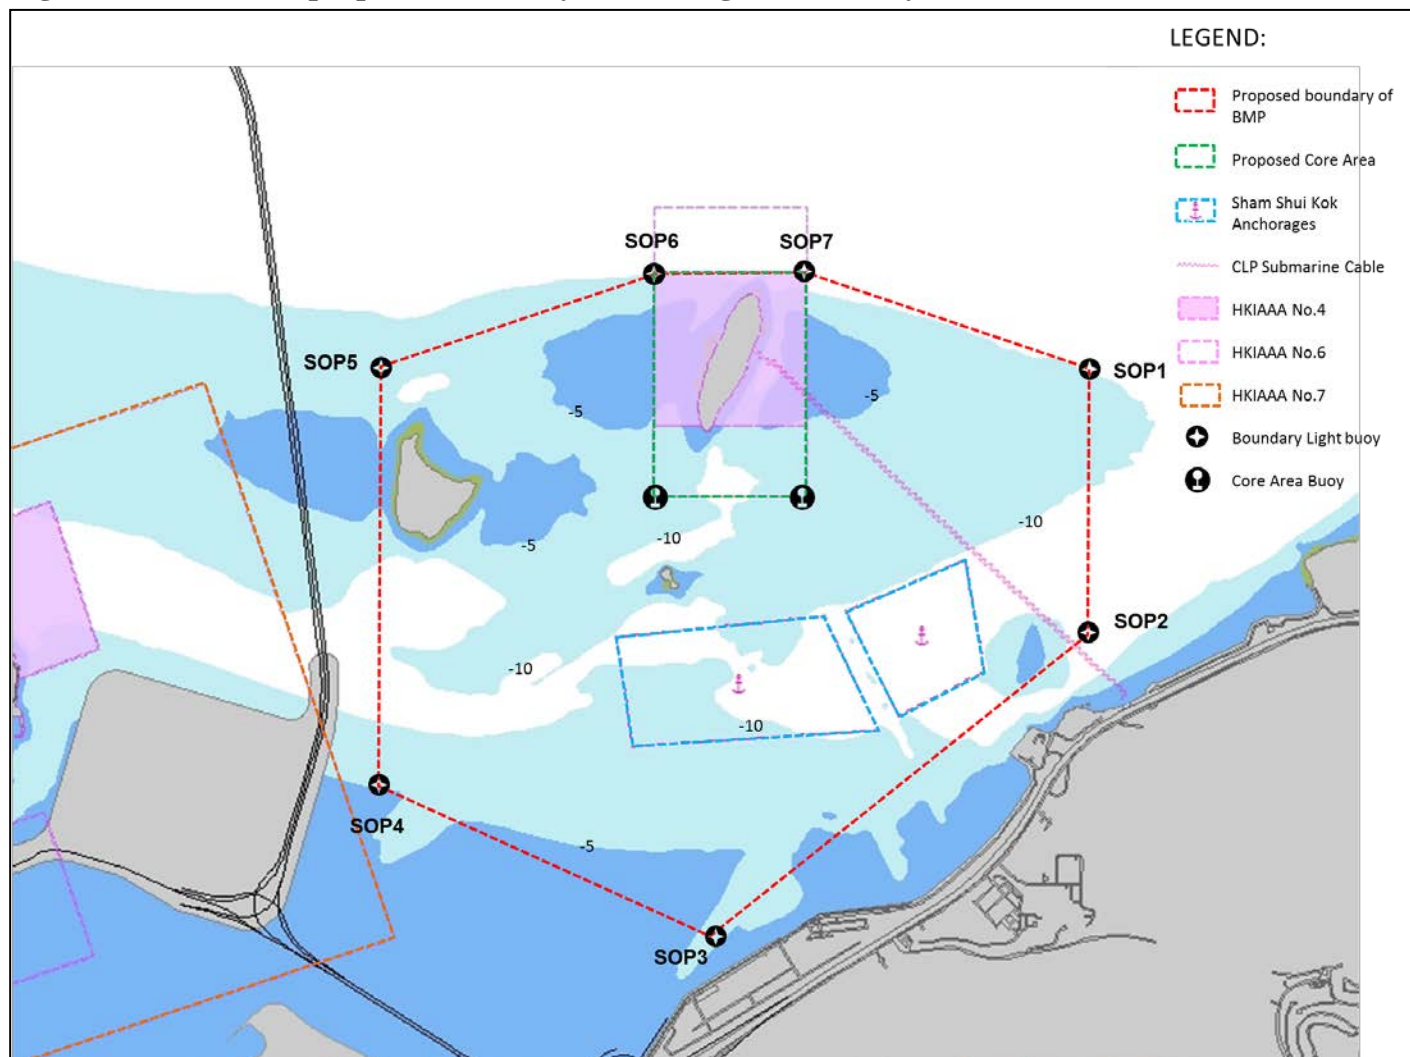 LEGEND:
Proposed boundary of
BMP
Proposed Core Area
Sham Shui Kok
Anchorages
CLP Submarine Cable
HKIAAA No.4
HKIAAA No.6
HKIAAA No.7
Boundary Light buoy
Core Area Buoy
SOP6
SOP7
SOP5
SOP1
-5
-5
-10
-5
-10
SOP2
-10
-10
SOP4
-5
SOP3